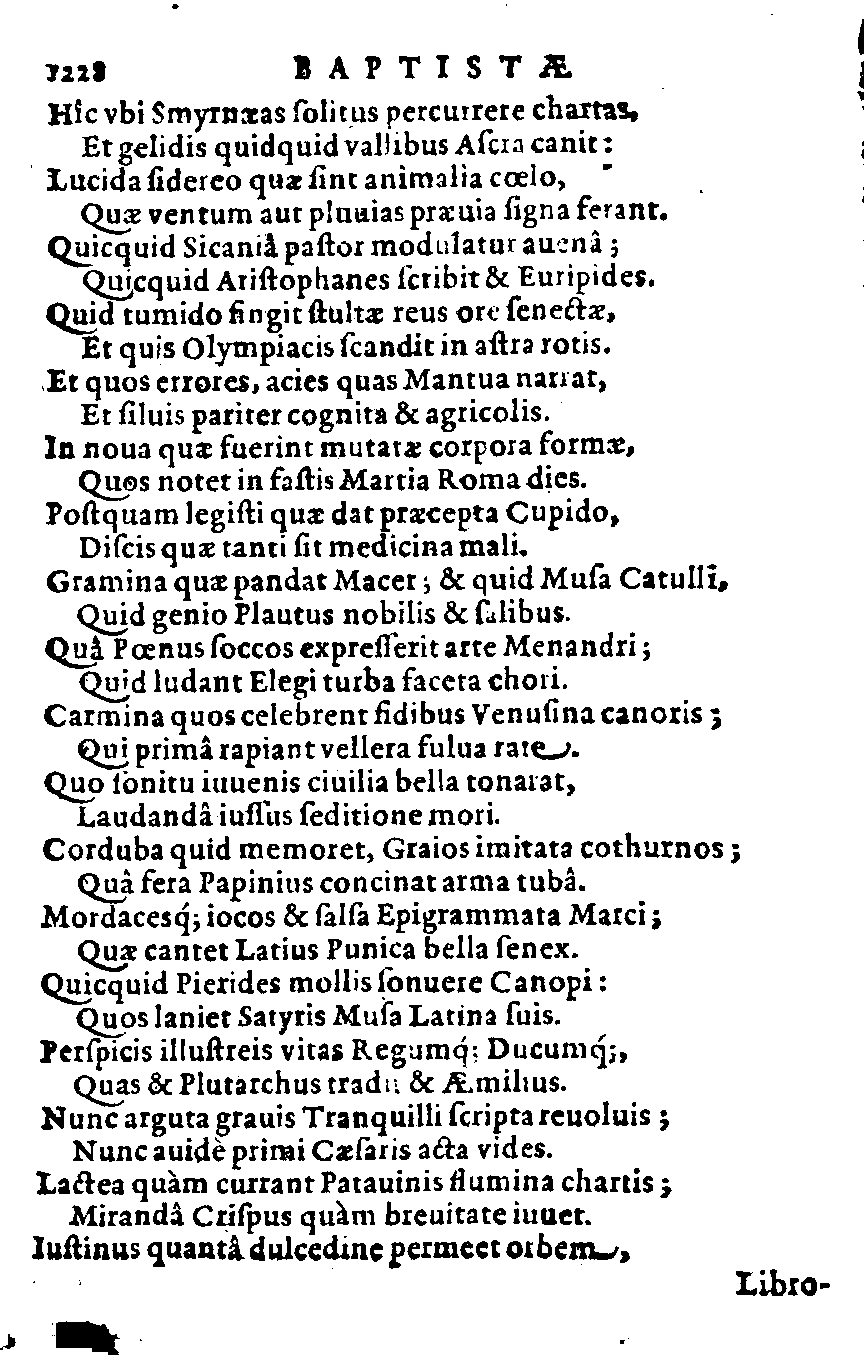 1228 BAPTISTÆ
Hîc vbi Smyrnæas ſolitus percurrere chartas,
Et gelidis quidquid vallibus Aſcra canit:
Lucida ſidereo quæ ſint animalia cœlo,
Quæ ventum aut pluuias præuia ſigna ferant.
Quicquid Sicaniâ paſtor modulatur auenâ;
Quicquid Ariſtophanes ſcribit & Euripides.
Quid tumido fingit ſtultæ reus ore ſenectæ,
Et quis Olympiacis ſcandit in aſtra rotis.
Et quos errores, acies quas Mantua narrat,
Et ſiluis pariter cognita & agricolis.
In noua quæ fuerint mutatæ corpora formæ,
Quos notet in faſtis Martia Roma dies.
Poſtquam legiſti quæ dat præcepta Cupido,
Diſcis quæ tanti ſit medicina mali.
Gramina quæ pandat Macer; & quid Muſa Catulli,
Quid genio Plautus nobilis & ſalibus.
Quâ Pœnus ſoccos expreſſerit arte Menandri;
Quid ludant Elegi turba faceta chori.
Carmina quos celebrent fidibus Venuſina canoris;
Qui primâ rapiant vellera fulua rate.
Quo ſonitu iuuenis ciuilia bella tonarat,
Laudandâ iuſſus ſeditione mori.
Corduba quid memoret, Graios imitata cothurnos;
Quâ fera Papinius concinat arma tubâ.
Mordacesq́; iocos & ſalſa Epigrammata Marci;
Quæ cantet Latius Punica bella ſenex.
Quicquid Pierides mollis ſonuere Canopi:
Quos laniet Satyris Muſa Latina ſuis.
Perſpicis illuſtreis vitas Regumq́; Ducumq́;,
Quas & Plutarchus tradit & Æmilius.
Nunc arguta grauis Tranquilli ſcripta reuoluis;
Nunc auidè primi Cæſaris acta vides.
Lactea quàm currant Patauinis flumina chartis;
Mirandâ Criſpus quàm breuitate iuuet.
Iuſtinus quantâ dulcedine permeet orbem,
Libro-